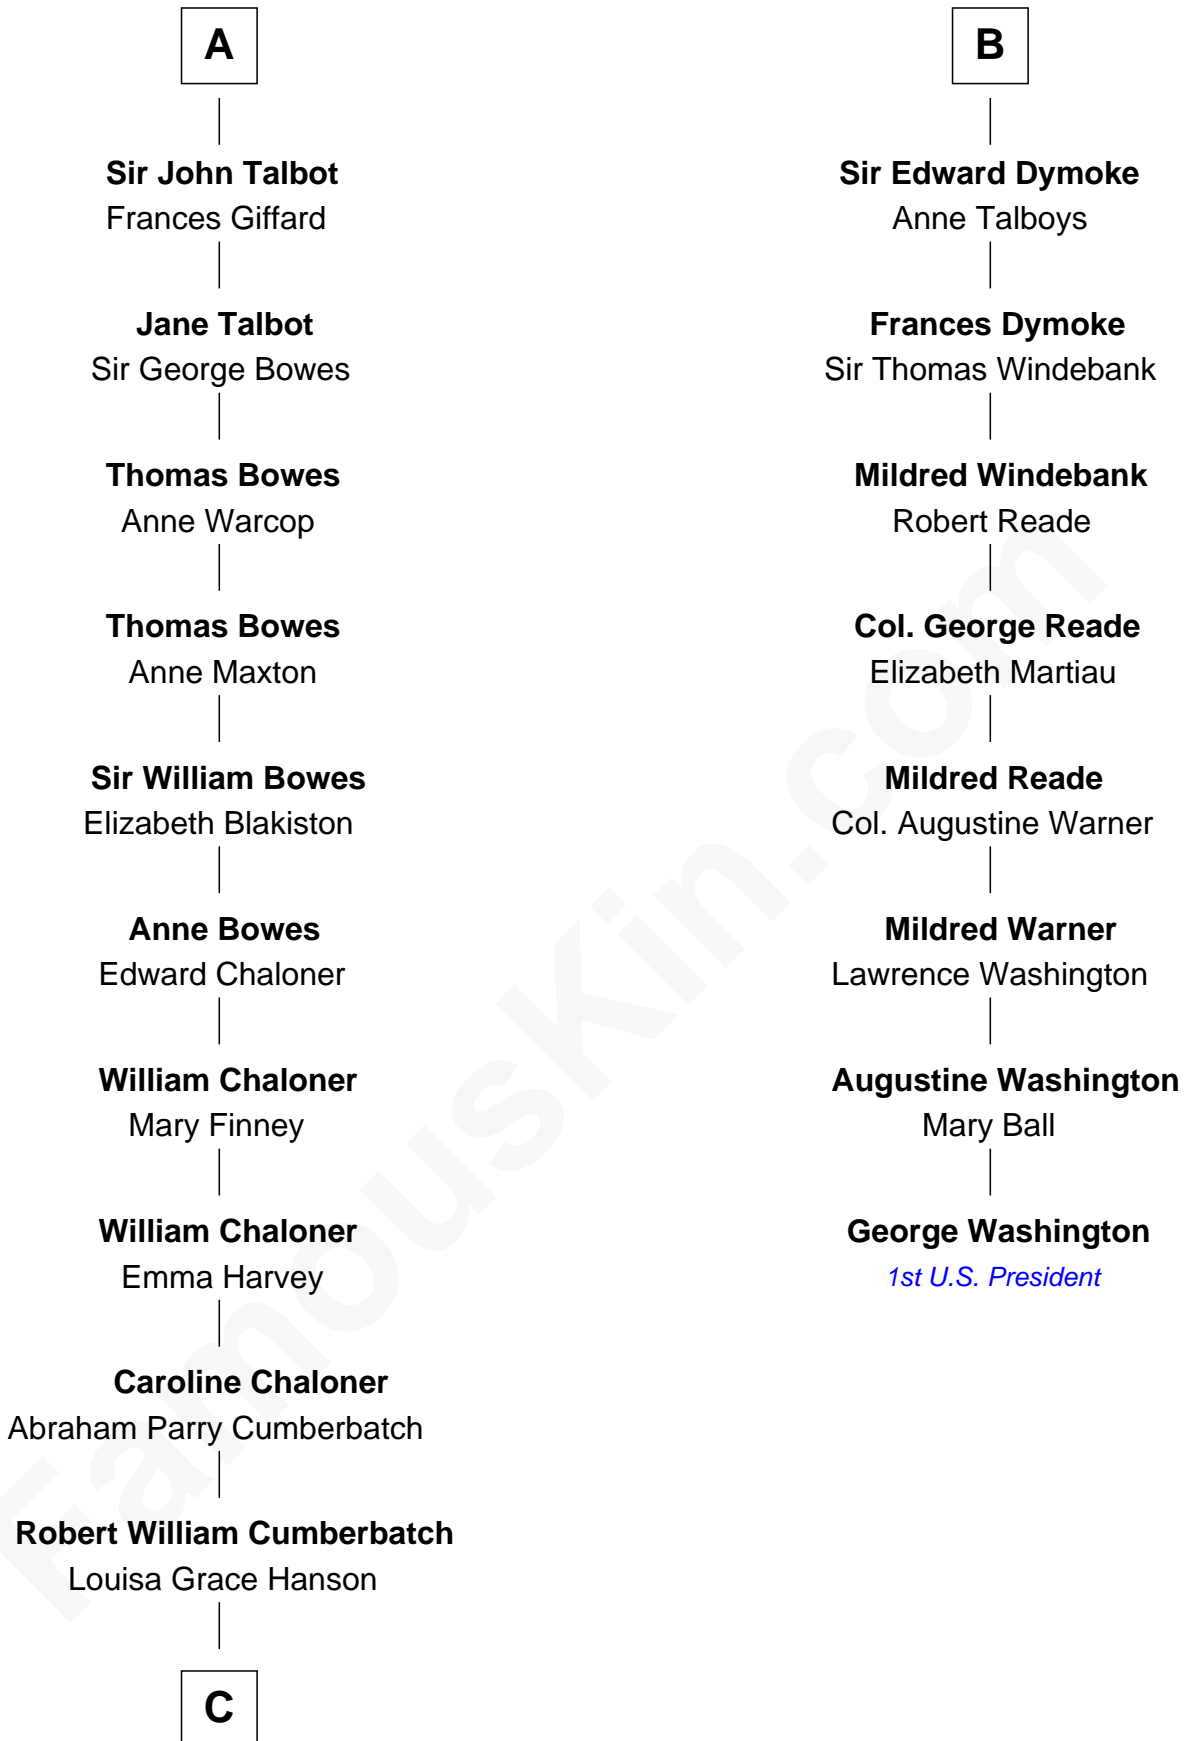 A
Sir John Talbot
Frances Giffard
Jane Talbot
Sir George Bowes
Thomas Bowes
Anne Warcop
Thomas Bowes
Anne Maxton
Sir William Bowes
Elizabeth Blakiston
Anne Bowes
Edward Chaloner
William Chaloner
Mary Finney
William Chaloner
Emma Harvey
Caroline Chaloner
Abraham Parry Cumberbatch
Robert William Cumberbatch
Louisa Grace Hanson
C
B
Sir Edward Dymoke
Anne Talboys
Frances Dymoke
Sir Thomas Windebank
Mildred Windebank
Robert Reade
Col. George Reade
Elizabeth Martiau
Mildred Reade
Col. Augustine Warner
Mildred Warner
Lawrence Washington
Augustine Washington
Mary Ball
George Washington
1st U.S. President
FamousKin.com